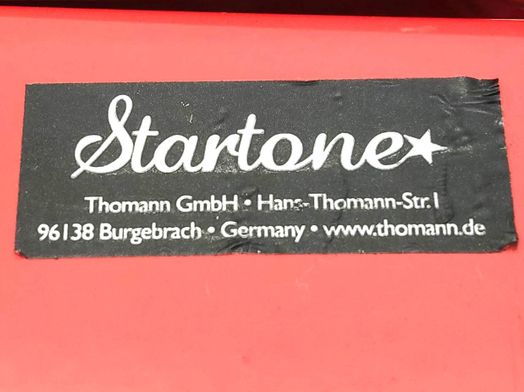 Startone
Thomann GmbH • Hans-Thomann-Str.1
96138 Burgebrach • Germany • www.thomann.de